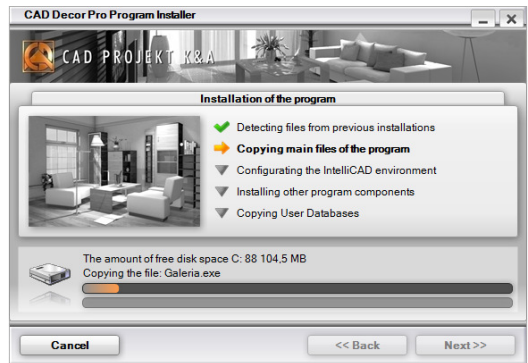 CAD Decor Pro Program Installer
CAD PROJEKT K&A
Installation of the program
Detecting files from previous installations
Copying main files of the program
Configurating the IntelliCAD environment
Installing other program components
Copying User Databases
The amount of free disk space C: 88 104,5 MB
Copying the file: Galeria.exe
Cancel
<< Back
Next >>